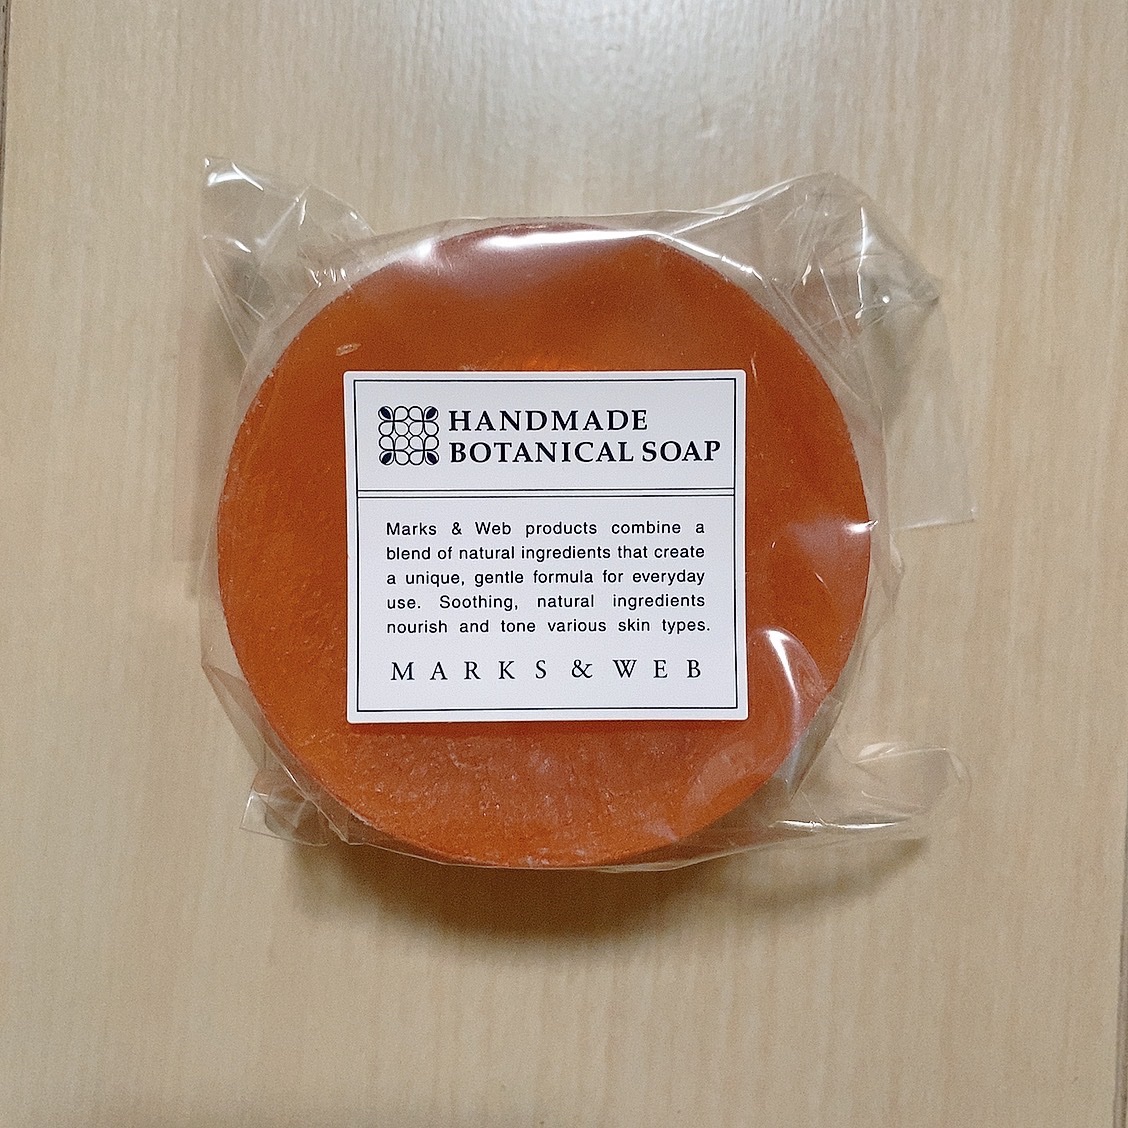 HANDMADE
BOTANICAL SOAP
Marks & Web products combine a
blend of natural ingredients that create
a unique, gentle formula for everyday
use. Soothing, natural ingredients
nourish and tone various skin types.
MARKS & WEB